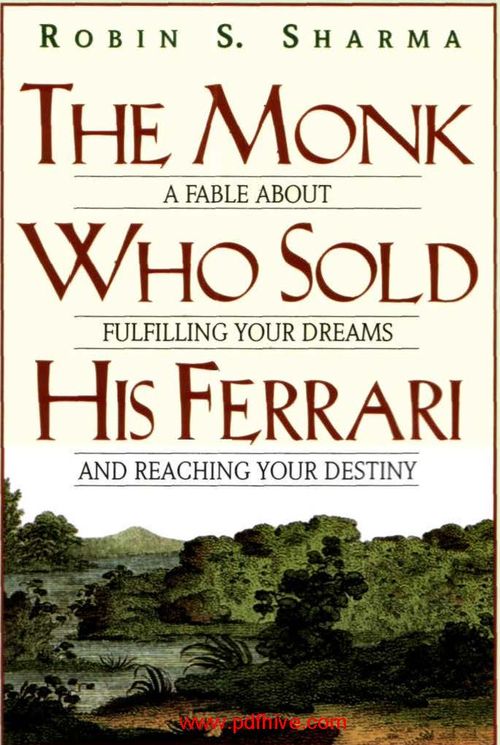 ROBIN S. SHARMA
THE MONK
A FABLE ABOUT
WHO SOLD
FULFILLING YOUR DREAMS
HIS FERRARI
AND REACHING YOUR DESTINY
www.pdfhive.com